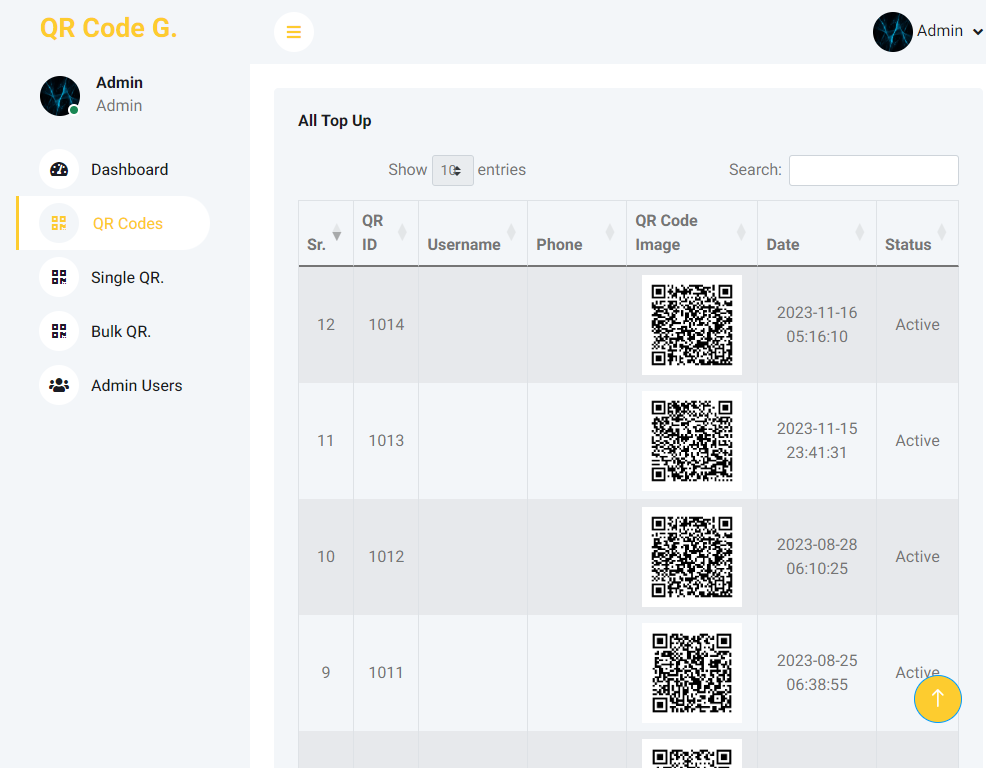 QR Code G.
Admin
Admin
Admin
Dashboard
QR Codes
Single QR.
Bulk QR.
Admin Users
All Top Up
Show 10 entries
Search:
Sr. QR ID Username Phone QR Code Image Date Status
12 1014 2023-11-16 05:16:10 Active
11 1013 2023-11-15 23:41:31 Active
10 1012 2023-08-28 06:10:25 Active
9 1011 2023-08-25 06:38:55 Active